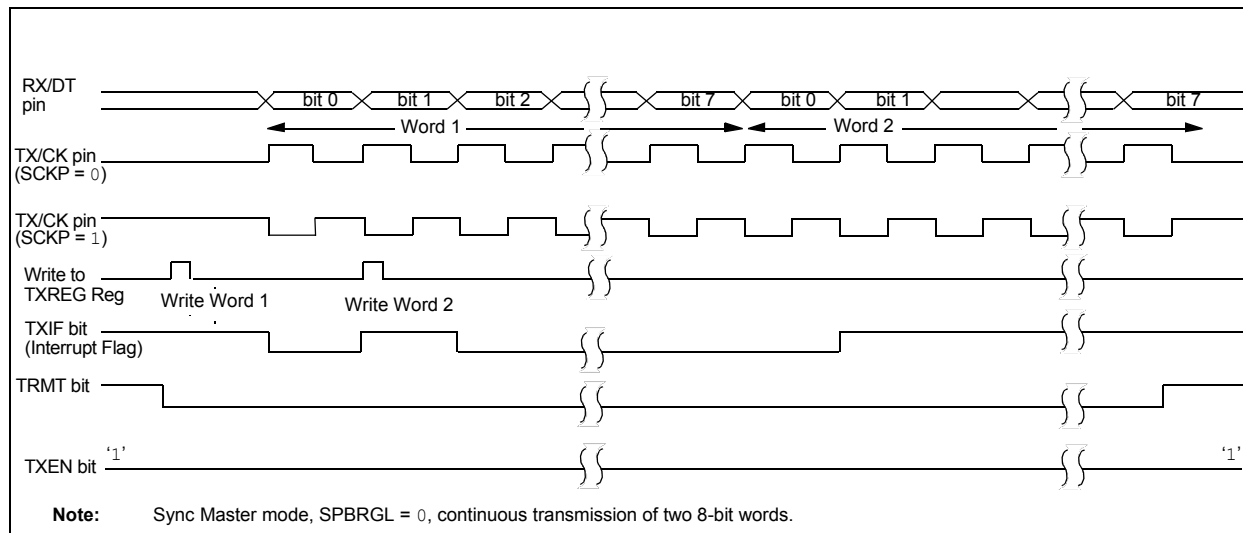 RX/DT
pin
bit 0 bit 1 bit 2 bit 7 bit 0 bit 1 bit 7
Word 1 Word 2
TX/CK pin
(SCKP = 0)
TX/CK pin
(SCKP = 1)
Write to
TXREG Reg
Write Word 1 Write Word 2
TXIF bit
(Interrupt Flag)
TRMT bit
TXEN bit ‘1’ ‘1’
Note: Sync Master mode, SPBRGL = 0, continuous transmission of two 8-bit words.